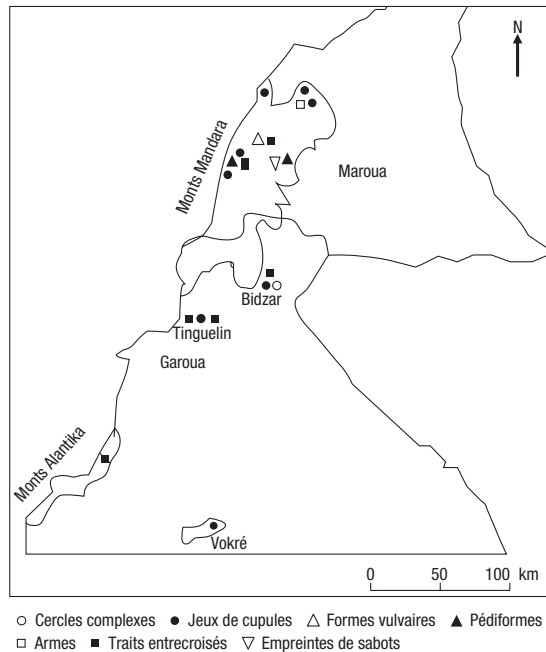 N
Monts Mandara
Maroua
Bidzar
Tinguelin
Garoua
Monts Alantika
Vokré
0 50 100 km
Cercles complexes Jeux de cupules Formes vulvaires Pédiformes
Armes Traits entrecroisés Empreintes de sabots